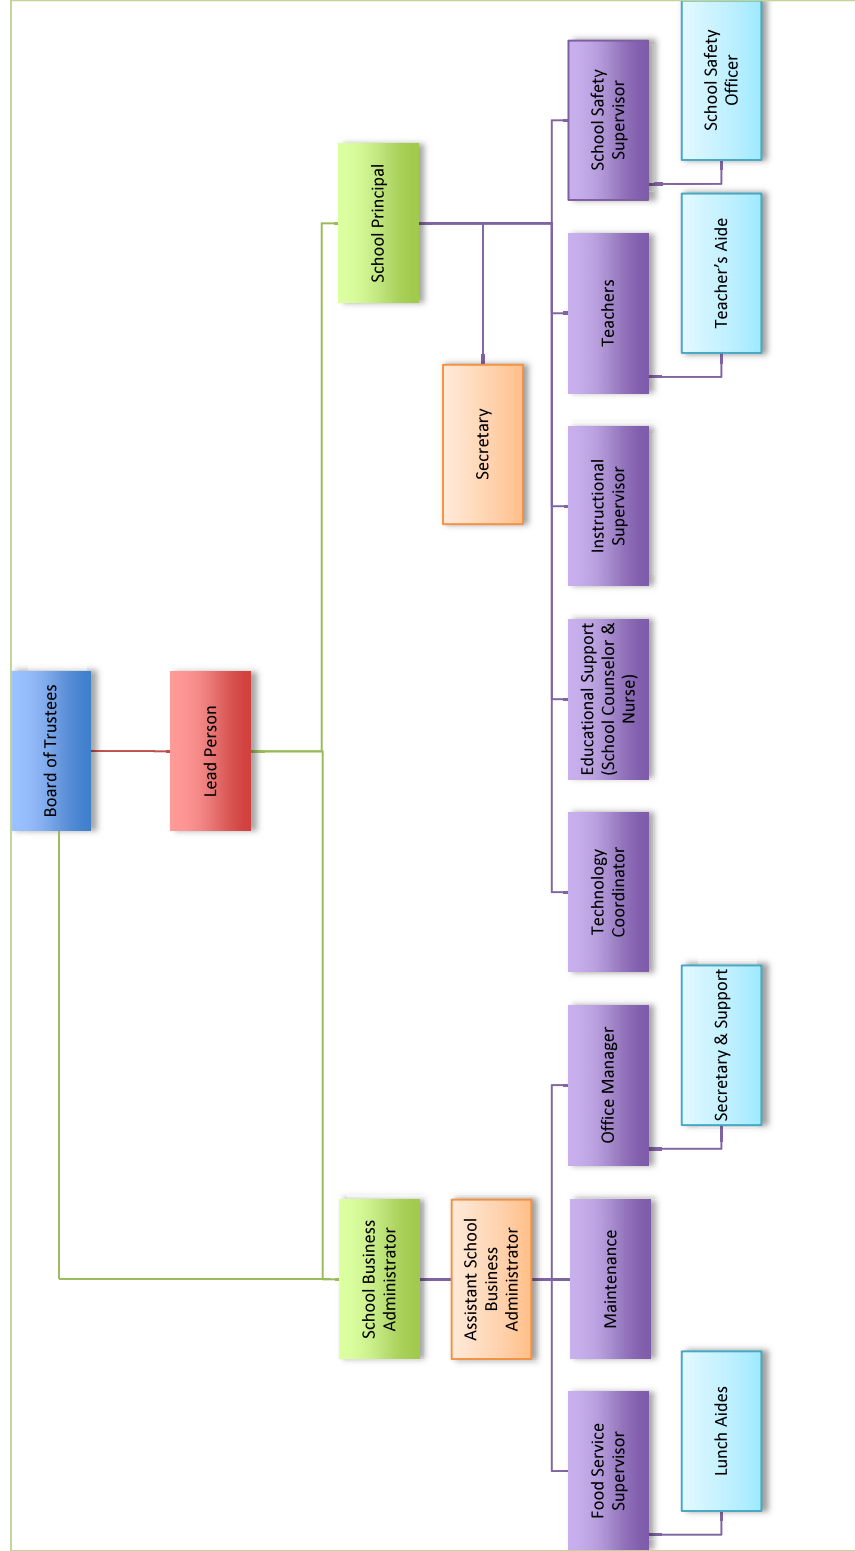 Board of Trustees
Lead Person
School Business
Administrator
School Principal
Assistant School
Business
Administrator
Secretary
Food Service
Supervisor
Maintenance
Office Manager
Technology
Coordinator
Educational Support
(School Counselor &
Nurse)
Instructional
Supervisor
Teachers
School Safety
Supervisor
Lunch Aides
Secretary & Support
Teacher’s Aide
School Safety
Officer